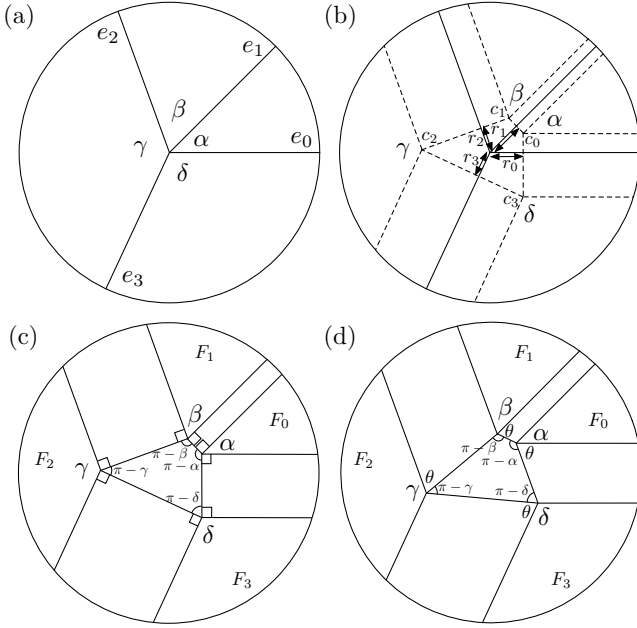 (a)
e₂
e₁
β
α
e₀
γ
δ
e₃
(b)
β
c₁
α
r₁
c₀
c₂
r₂
γ
r₃
r₀
c₃
δ
(c)
F₁
F₀
β
α
F₂
π−β
π−α
γ
π−γ
π−δ
δ
F₃
(d)
F₁
F₀
β
θ
α
F₂
π−β
θ
π−α
θ
π−γ
π−δ
γ
θ
δ
F₃